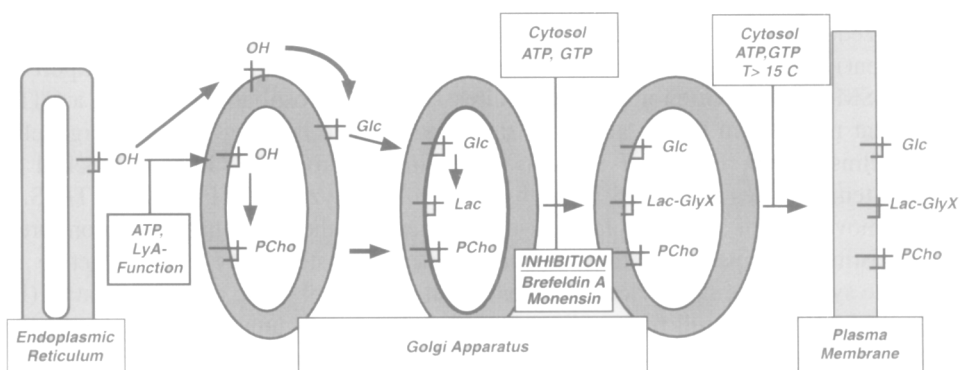 Cytosol
ATP, GTP
Cytosol
ATP,GTP
T> 15 C
OH
Glc
OH
OH
Glc
Glc
Glc
Lac
Lac-GlyX
Lac-GlyX
PCho
PCho
PCho
PCho
ATP,
LyA-
Function
INHIBITION
Brefeldin A
Monensin
Endoplasmic
Reticulum
Golgi Apparatus
Plasma
Membrane